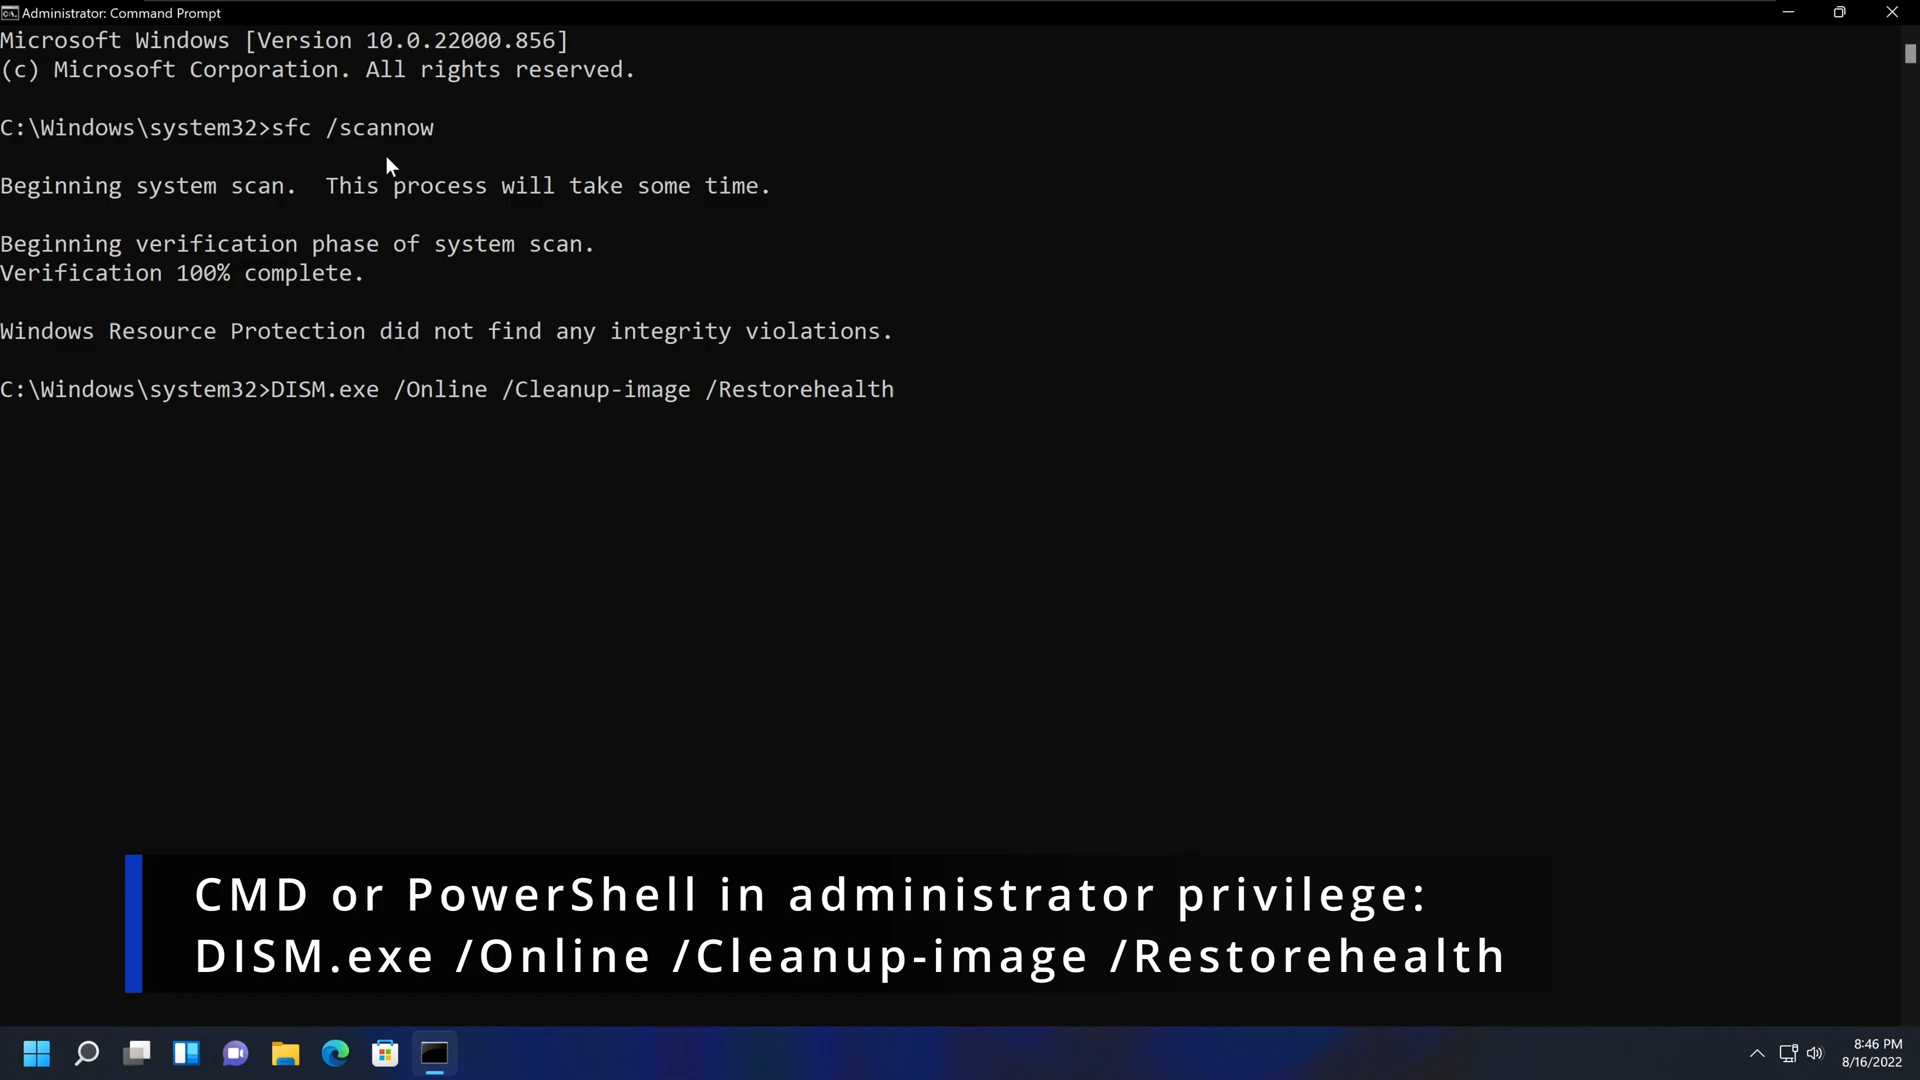 Administrator: Command Prompt
Microsoft Windows [Version 10.0.22000.856]
(c) Microsoft Corporation. All rights reserved.
C:\Windows\system32>sfc /scannow
Beginning system scan.  This process will take some time.
Beginning verification phase of system scan.
Verification 100% complete.
Windows Resource Protection did not find any integrity violations.
C:\Windows\system32>DISM.exe /Online /Cleanup-image /Restorehealth
CMD or PowerShell in administrator privilege:
DISM.exe /Online /Cleanup-image /Restorehealth
8:46 PM
8/16/2022